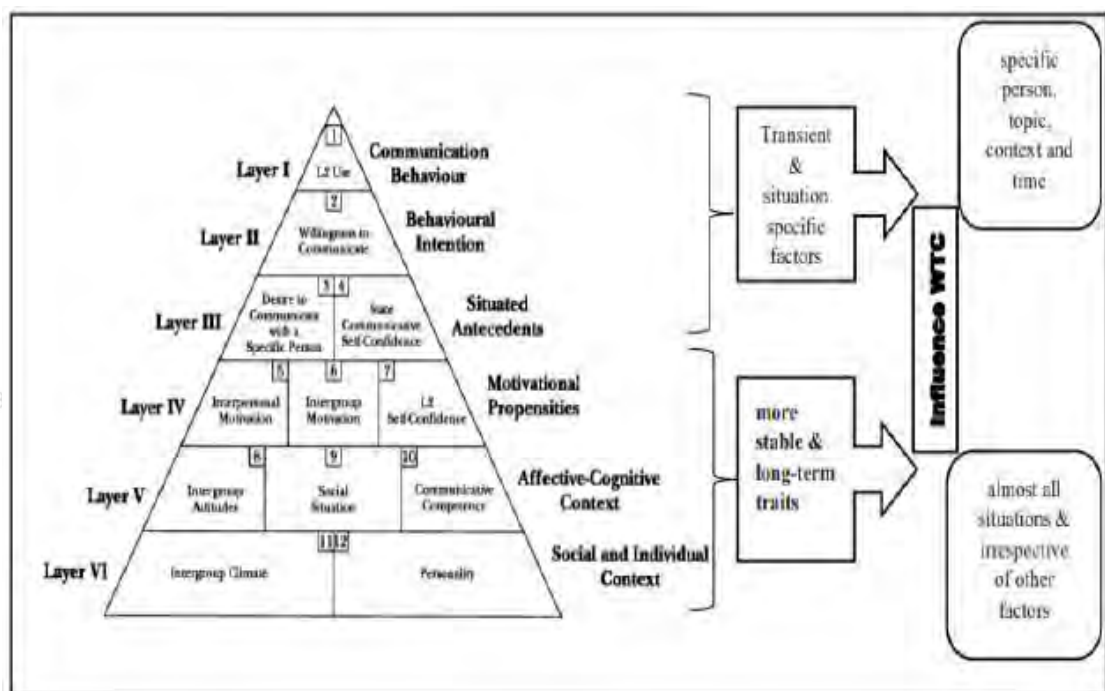 1
Layer I
L2 Use
Communication
Behaviour
2
Layer II
Willingness to
Communicate
Behavioural
Intention
3 4
Layer III
Desire to
Communicate
with a
Specific Person
State
Communicative
Self-Confidence
Situated
Antecedents
5 6 7
Layer IV
Interpersonal
Motivation
Intergroup
Motivation
L2
Self-Confidence
Motivational
Propensities
8 9 10
Layer V
Intergroup
Attitudes
Social
Situation
Communicative
Competence
Affective-Cognitive
Context
11 12
Layer VI
Intergroup Climate
Personality
Social and Individual
Context
Transient
&
situation
specific
factors
more
stable &
long-term
traits
Influence WTC
specific
person,
topic,
context and
time
almost all
situations &
irrespective
of other
factors